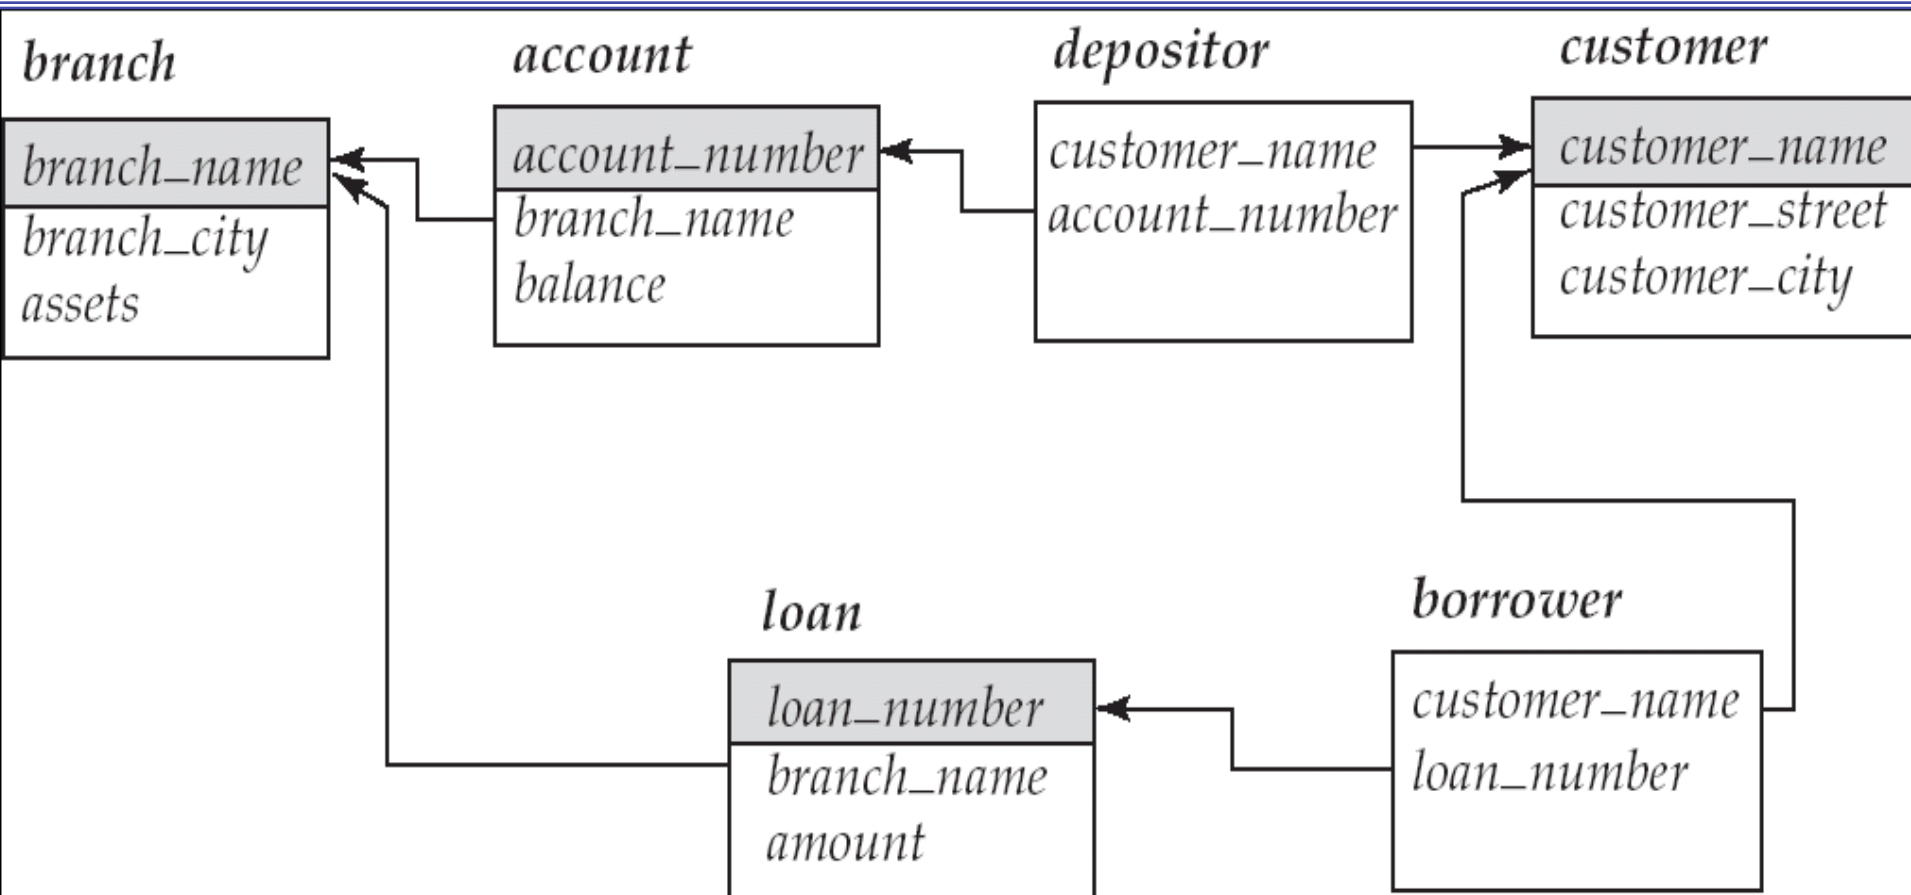 branch
branch_name
branch_city
assets
account
account_number
branch_name
balance
depositor
customer_name
account_number
customer
customer_name
customer_street
customer_city
loan
loan_number
branch_name
amount
borrower
customer_name
loan_number